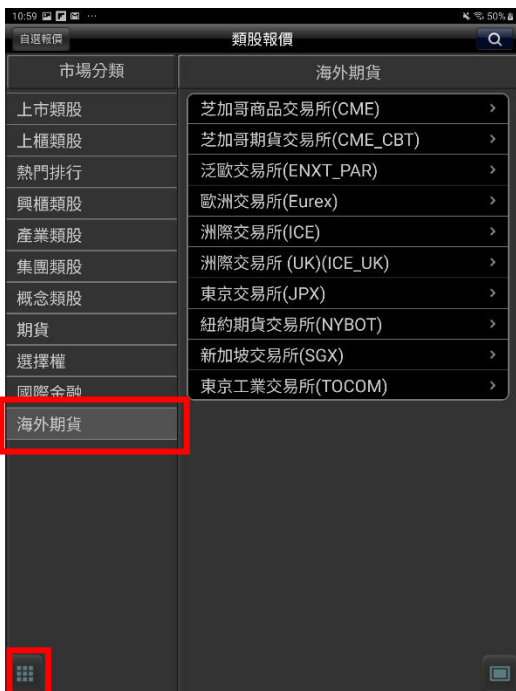 10:59 … 50%
自選報價 類股報價
市場分類
上市類股
上櫃類股
熱門排行
興櫃類股
產業類股
集團類股
概念類股
期貨
選擇權
國際金融
海外期貨
海外期貨
芝加哥商品交易所(CME)
芝加哥期貨交易所(CME_CBT)
泛歐交易所(ENXT_PAR)
歐洲交易所(Eurex)
洲際交易所(ICE)
洲際交易所 (UK)(ICE_UK)
東京交易所(JPX)
紐約期貨交易所(NYBOT)
新加坡交易所(SGX)
東京工業交易所(TOCOM)